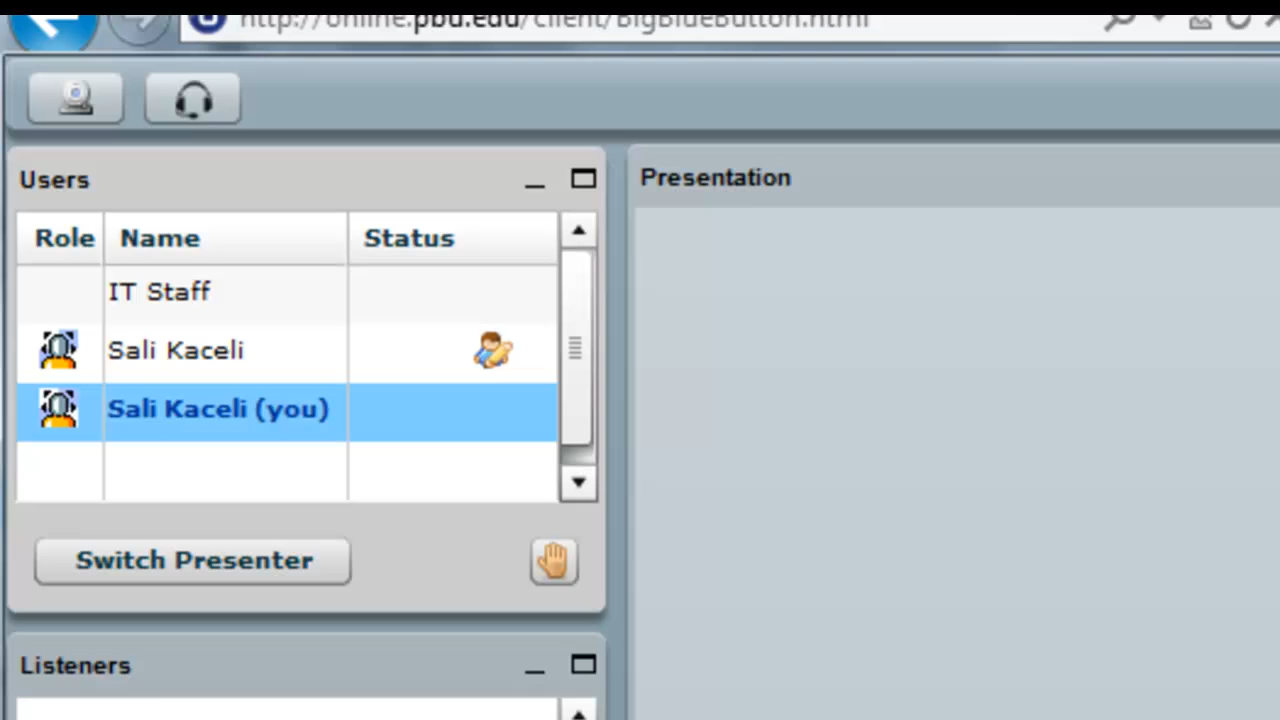 http://online.pbu.edu/client/BigBlueButton.html
Users
Presentation
Role Name Status
IT Staff
Sali Kaceli
Sali Kaceli (you)
Switch Presenter
Listeners